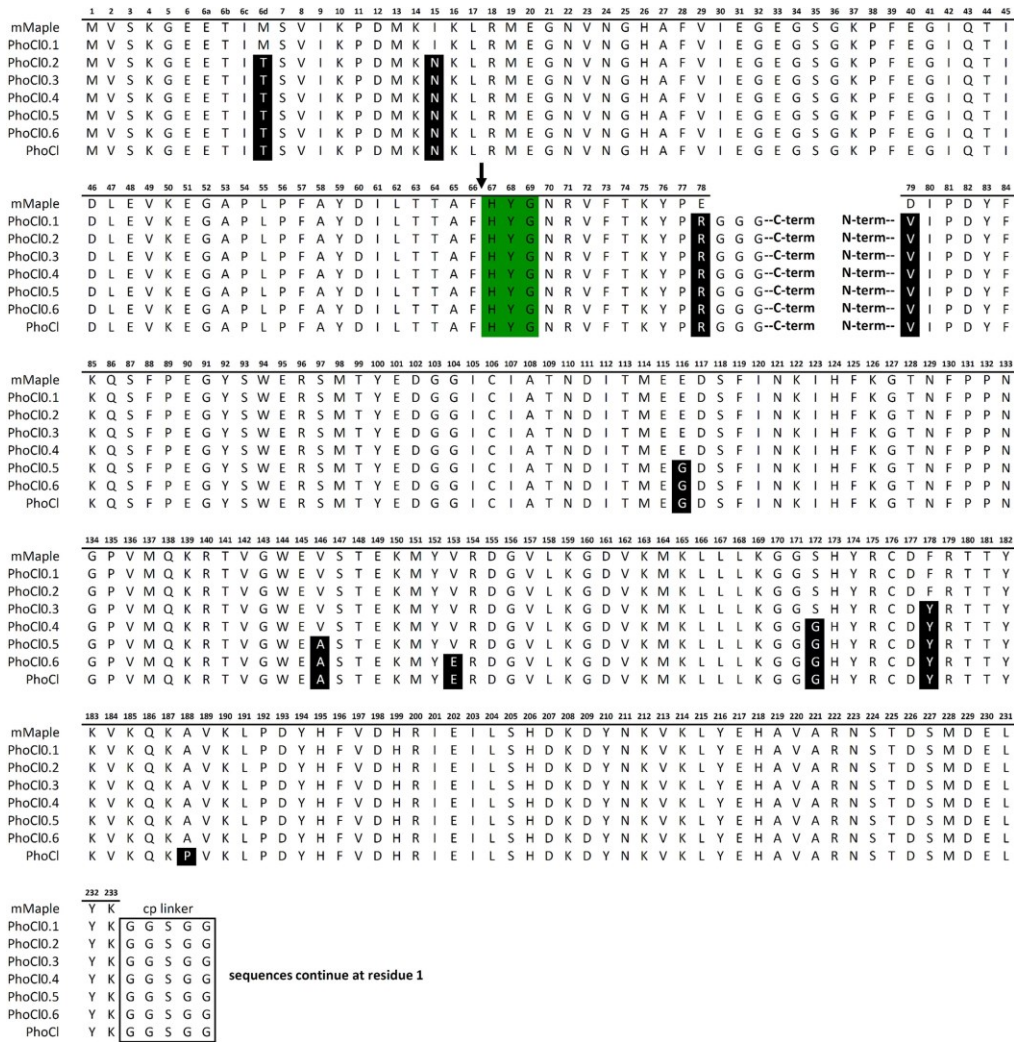 1 2 3 4 5 6 6a 6b 6c 6d 7 8 9 10 11 12 13 14 15 16 17 18 19 20 21 22 23 24 25 26 27 28 29 30 31 32 33 34 35 36 37 38 39 40 41 42 43 44 45
mMaple M V S K G E E T I M S V I K P D M K I K L R M E G N V N G H A F V I E G E G S G K P F E G I Q T I
PhoCl0.1 M V S K G E E T I M S V I K P D M K I K L R M E G N V N G H A F V I E G E G S G K P F E G I Q T I
PhoCl0.2 M V S K G E E T I T S V I K P D M K N K L R M E G N V N G H A F V I E G E G S G K P F E G I Q T I
PhoCl0.3 M V S K G E E T I T S V I K P D M K N K L R M E G N V N G H A F V I E G E G S G K P F E G I Q T I
PhoCl0.4 M V S K G E E T I T S V I K P D M K N K L R M E G N V N G H A F V I E G E G S G K P F E G I Q T I
PhoCl0.5 M V S K G E E T I T S V I K P D M K N K L R M E G N V N G H A F V I E G E G S G K P F E G I Q T I
PhoCl0.6 M V S K G E E T I T S V I K P D M K N K L R M E G N V N G H A F V I E G E G S G K P F E G I Q T I
PhoCl M V S K G E E T I T S V I K P D M K N K L R M E G N V N G H A F V I E G E G S G K P F E G I Q T I
46 47 48 49 50 51 52 53 54 55 56 57 58 59 60 61 62 63 64 65 66 67 68 69 70 71 72 73 74 75 76 77 78 79 80 81 82 83 84
mMaple D L E V K E G A P L P F A Y D I L T T A F H Y G N R V F T K Y P E D I P D Y F
PhoCl0.1 D L E V K E G A P L P F A Y D I L T T A F H Y G N R V F T K Y P R G G G--C-term N-term-- V I P D Y F
PhoCl0.2 D L E V K E G A P L P F A Y D I L T T A F H Y G N R V F T K Y P R G G G--C-term N-term-- V I P D Y F
PhoCl0.3 D L E V K E G A P L P F A Y D I L T T A F H Y G N R V F T K Y P R G G G--C-term N-term-- V I P D Y F
PhoCl0.4 D L E V K E G A P L P F A Y D I L T T A F H Y G N R V F T K Y P R G G G--C-term N-term-- V I P D Y F
PhoCl0.5 D L E V K E G A P L P F A Y D I L T T A F H Y G N R V F T K Y P R G G G--C-term N-term-- V I P D Y F
PhoCl0.6 D L E V K E G A P L P F A Y D I L T T A F H Y G N R V F T K Y P R G G G--C-term N-term-- V I P D Y F
PhoCl D L E V K E G A P L P F A Y D I L T T A F H Y G N R V F T K Y P R G G G--C-term N-term-- V I P D Y F
85 86 87 88 89 90 91 92 93 94 95 96 97 98 99 100 101 102 103 104 105 106 107 108 109 110 111 112 113 114 115 116 117 118 119 120 121 122 123 124 125 126 127 128 129 130 131 132 133
mMaple K Q S F P E G Y S W E R S M T Y E D G G I C I A T N D I T M E E D S F I N K I H F K G T N F P P N
PhoCl0.1 K Q S F P E G Y S W E R S M T Y E D G G I C I A T N D I T M E E D S F I N K I H F K G T N F P P N
PhoCl0.2 K Q S F P E G Y S W E R S M T Y E D G G I C I A T N D I T M E E D S F I N K I H F K G T N F P P N
PhoCl0.3 K Q S F P E G Y S W E R S M T Y E D G G I C I A T N D I T M E E D S F I N K I H F K G T N F P P N
PhoCl0.4 K Q S F P E G Y S W E R S M T Y E D G G I C I A T N D I T M E E D S F I N K I H F K G T N F P P N
PhoCl0.5 K Q S F P E G Y S W E R S M T Y E D G G I C I A T N D I T M E G D S F I N K I H F K G T N F P P N
PhoCl0.6 K Q S F P E G Y S W E R S M T Y E D G G I C I A T N D I T M E G D S F I N K I H F K G T N F P P N
PhoCl K Q S F P E G Y S W E R S M T Y E D G G I C I A T N D I T M E G D S F I N K I H F K G T N F P P N
134 135 136 137 138 139 140 141 142 143 144 145 146 147 148 149 150 151 152 153 154 155 156 157 158 159 160 161 162 163 164 165 166 167 168 169 170 171 172 173 174 175 176 177 178 179 180 181 182
mMaple G P V M Q K R T V G W E V S T E K M Y V R D G V L K G D V K M K L L L K G G S H Y R C D F R T T Y
PhoCl0.1 G P V M Q K R T V G W E V S T E K M Y V R D G V L K G D V K M K L L L K G G S H Y R C D F R T T Y
PhoCl0.2 G P V M Q K R T V G W E V S T E K M Y V R D G V L K G D V K M K L L L K G G S H Y R C D F R T T Y
PhoCl0.3 G P V M Q K R T V G W E V S T E K M Y V R D G V L K G D V K M K L L L K G G S H Y R C D Y R T T Y
PhoCl0.4 G P V M Q K R T V G W E V S T E K M Y V R D G V L K G D V K M K L L L K G G G H Y R C D Y R T T Y
PhoCl0.5 G P V M Q K R T V G W E A S T E K M Y V R D G V L K G D V K M K L L L K G G G H Y R C D Y R T T Y
PhoCl0.6 G P V M Q K R T V G W E A S T E K M Y E R D G V L K G D V K M K L L L K G G G H Y R C D Y R T T Y
PhoCl G P V M Q K R T V G W E A S T E K M Y E R D G V L K G D V K M K L L L K G G G H Y R C D Y R T T Y
183 184 185 186 187 188 189 190 191 192 193 194 195 196 197 198 199 200 201 202 203 204 205 206 207 208 209 210 211 212 213 214 215 216 217 218 219 220 221 222 223 224 225 226 227 228 229 230 231
mMaple K V K Q K A V K L P D Y H F V D H R I E I L S H D K D Y N K V K L Y E H A V A R N S T D S M D E L
PhoCl0.1 K V K Q K A V K L P D Y H F V D H R I E I L S H D K D Y N K V K L Y E H A V A R N S T D S M D E L
PhoCl0.2 K V K Q K A V K L P D Y H F V D H R I E I L S H D K D Y N K V K L Y E H A V A R N S T D S M D E L
PhoCl0.3 K V K Q K A V K L P D Y H F V D H R I E I L S H D K D Y N K V K L Y E H A V A R N S T D S M D E L
PhoCl0.4 K V K Q K A V K L P D Y H F V D H R I E I L S H D K D Y N K V K L Y E H A V A R N S T D S M D E L
PhoCl0.5 K V K Q K A V K L P D Y H F V D H R I E I L S H D K D Y N K V K L Y E H A V A R N S T D S M D E L
PhoCl0.6 K V K Q K A V K L P D Y H F V D H R I E I L S H D K D Y N K V K L Y E H A V A R N S T D S M D E L
PhoCl K V K Q K P V K L P D Y H F V D H R I E I L S H D K D Y N K V K L Y E H A V A R N S T D S M D E L
232 233
mMaple Y K cp linker
PhoCl0.1 Y K G G S G G
PhoCl0.2 Y K G G S G G
PhoCl0.3 Y K G G S G G
PhoCl0.4 Y K G G S G G sequences continue at residue 1
PhoCl0.5 Y K G G S G G
PhoCl0.6 Y K G G S G G
PhoCl Y K G G S G G